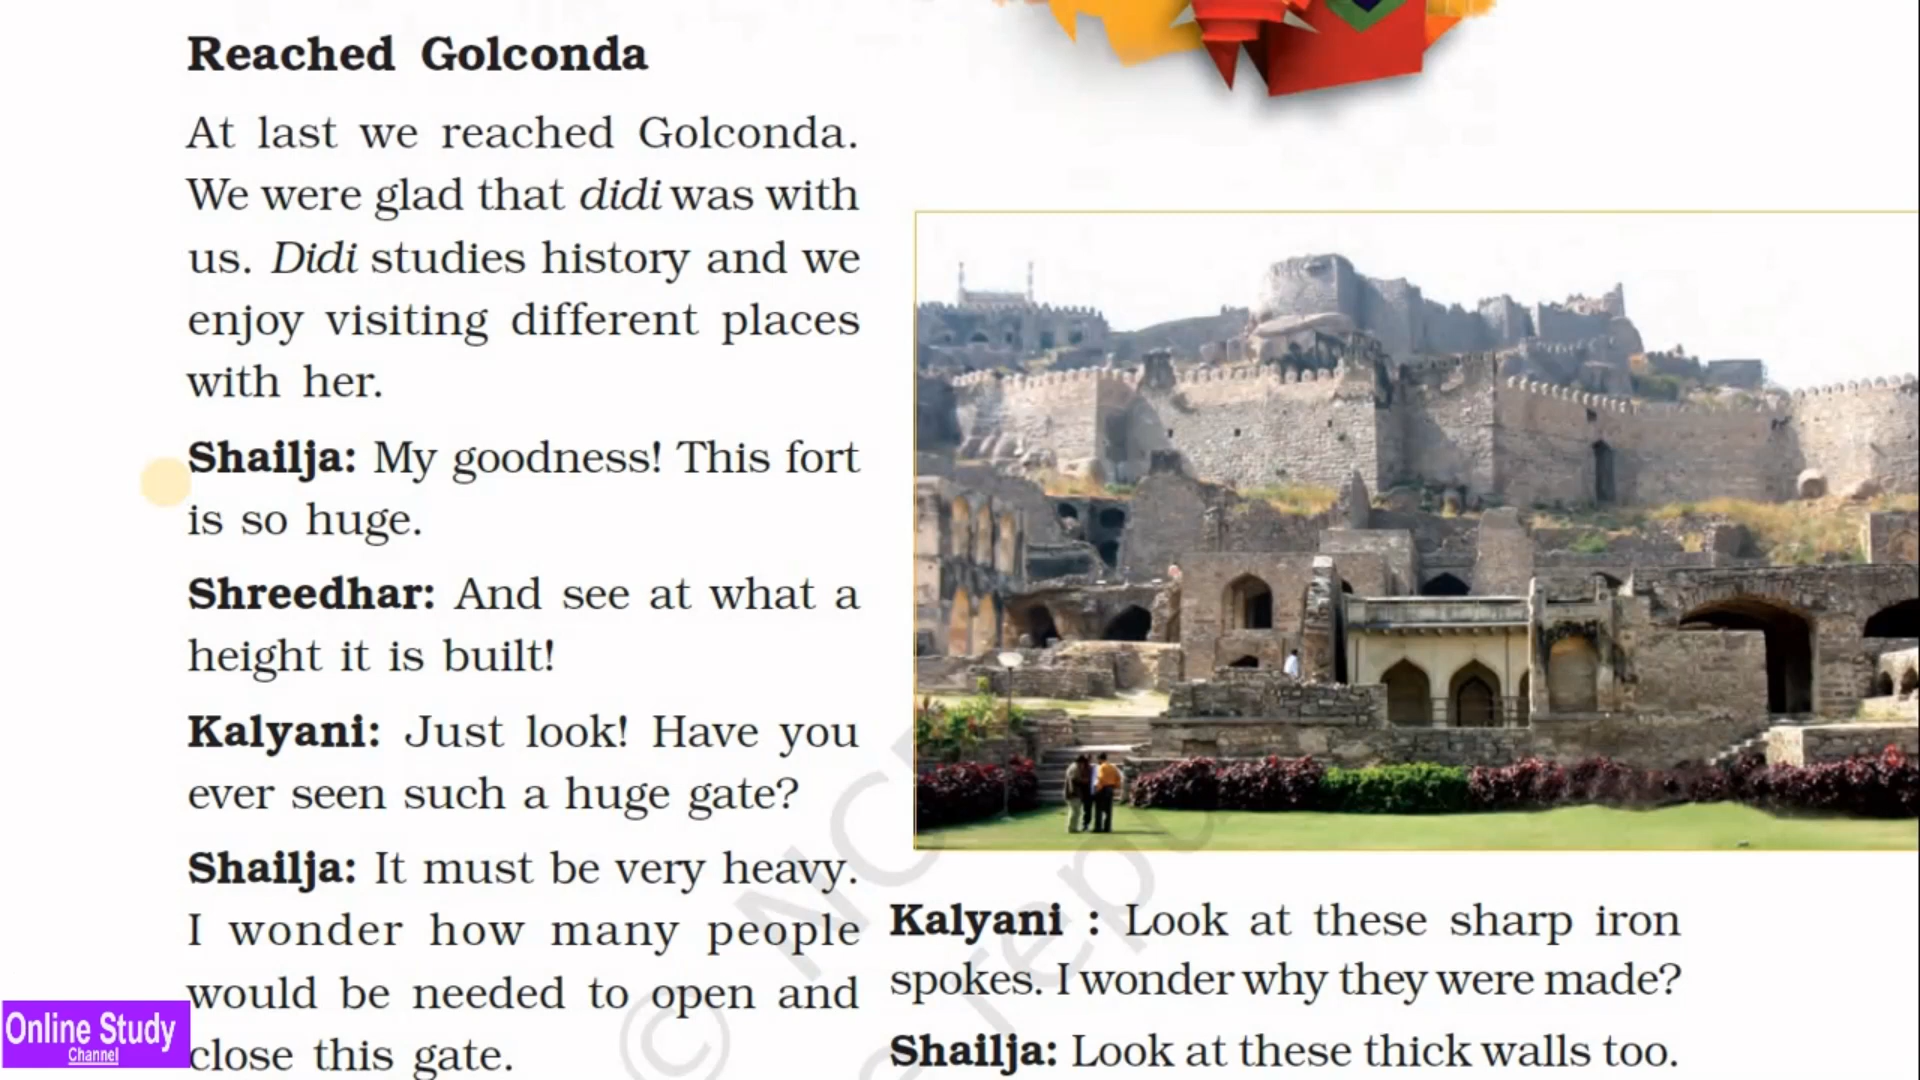 Reached Golconda
At last we reached Golconda.
We were glad that didi was with
us. Didi studies history and we
enjoy visiting different places
with her.
Shailja: My goodness! This fort
is so huge.
Shreedhar: And see at what a
height it is built!
Kalyani: Just look! Have you
ever seen such a huge gate?
Shailja: It must be very heavy.
I wonder how many people
would be needed to open and
close this gate.
Kalyani : Look at these sharp iron
spokes. I wonder why they were made?
Shailja: Look at these thick walls too.
Online Study
Channel